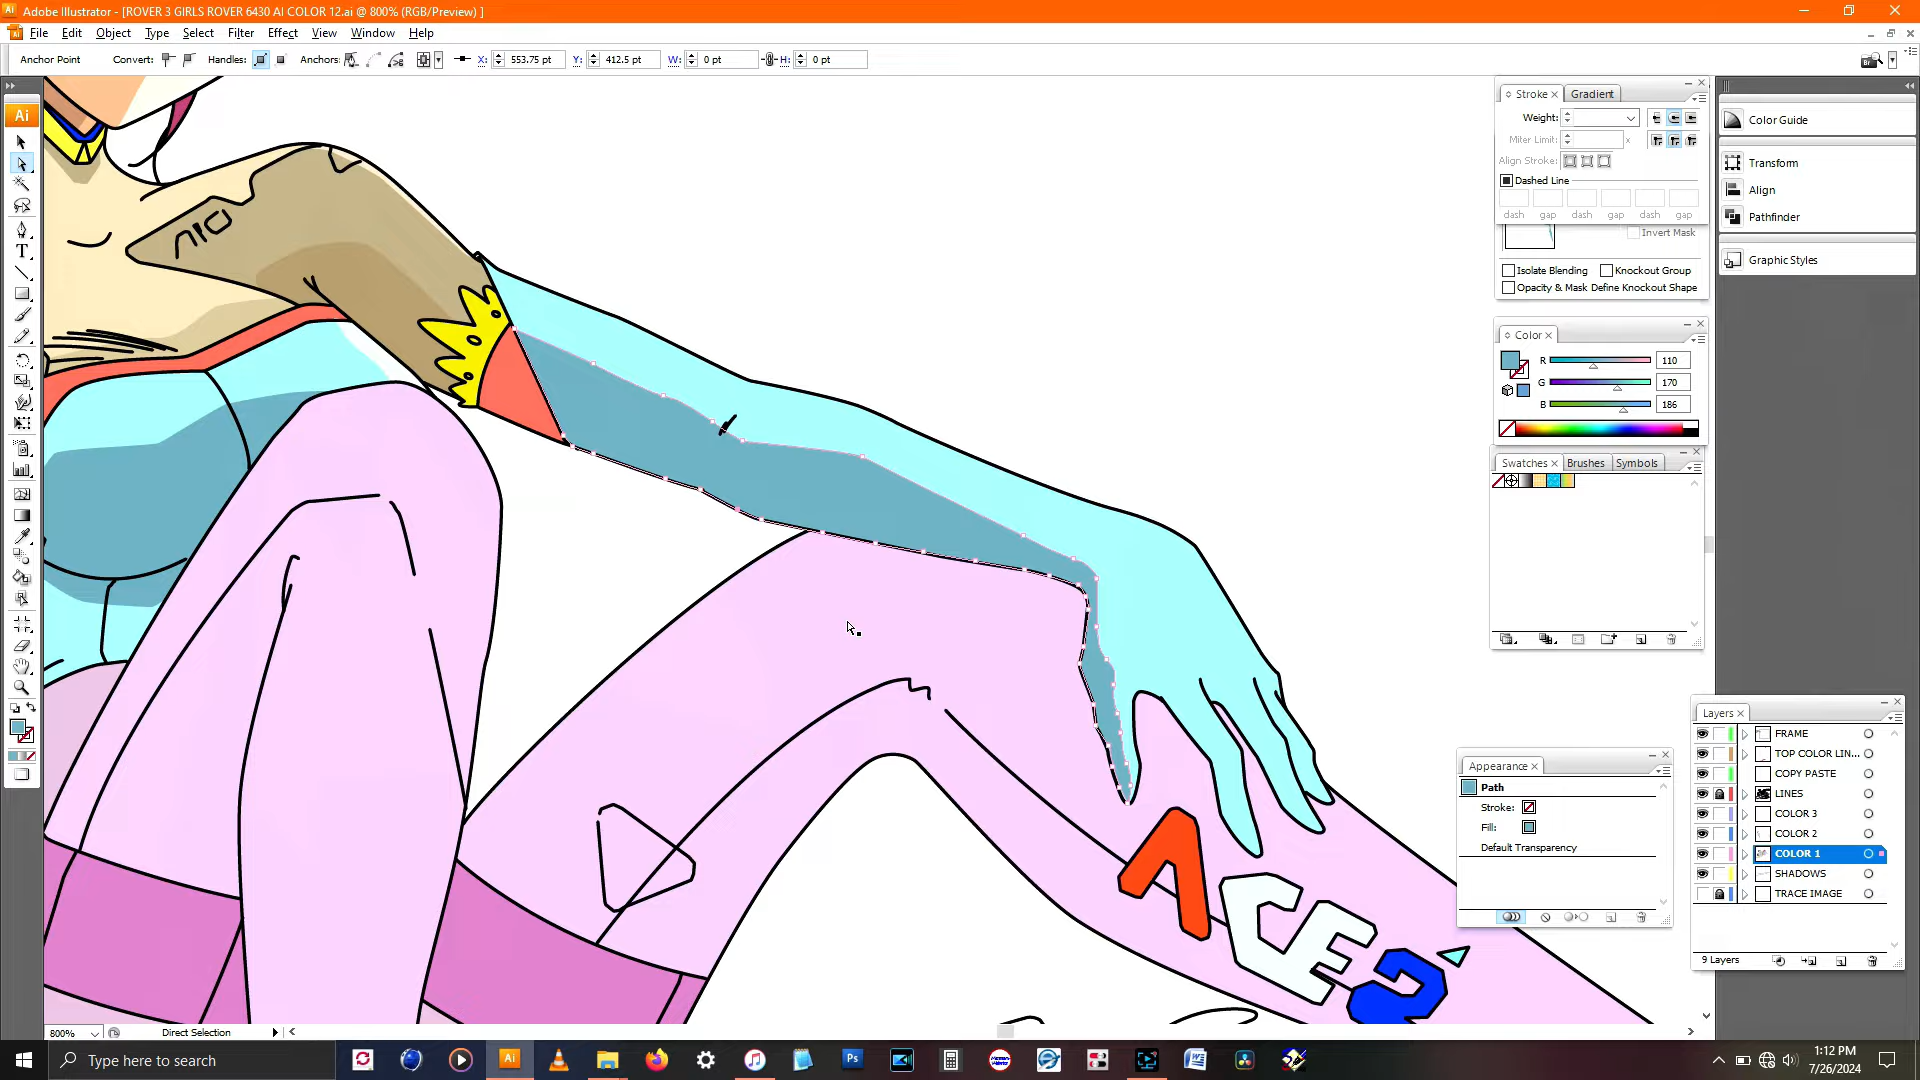 Ai Adobe Illustrator - [ROVER 3 GIRLS ROVER 6430 AI COLOR 12.ai @ 800% (RGB/Preview) ]
File Edit Object Type Select Filter Effect View Window Help
Anchor Point Convert: Handles: Anchors: X: 553.75 pt Y: 412.5 pt W: 0 pt H: 0 pt
Ai
Stroke Gradient
Weight:
Miter Limit: x
Align Stroke:
Dashed Line
dash gap dash gap dash gap
Invert Mask
Isolate Blending Knockout Group
Opacity & Mask Define Knockout Shape
Color
R 110
G 170
B 186
Swatches Brushes Symbols
Color Guide
Transform
Align
Pathfinder
Graphic Styles
Appearance
Path
Stroke:
Fill:
Default Transparency
Layers
FRAME
TOP COLOR LIN...
COPY PASTE
LINES
COLOR 3
COLOR 2
COLOR 1
SHADOWS
TRACE IMAGE
9 Layers
ACE2
800% Direct Selection
Type here to search
Ai Ps
1:12 PM
7/26/2024